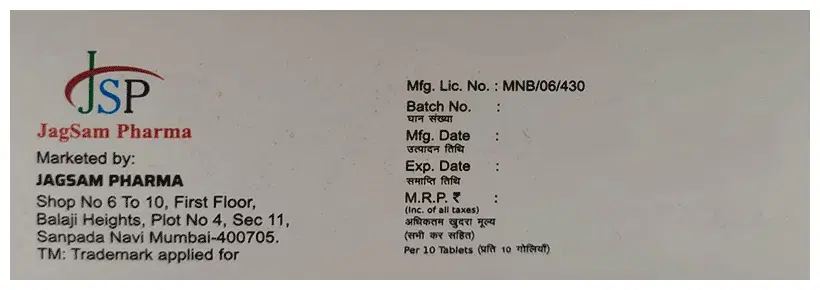 JSP
JagSam Pharma
Marketed by:
JAGSAM PHARMA
Shop No 6 To 10, First Floor,
Balaji Heights, Plot No 4, Sec 11,
Sanpada Navi Mumbai-400705.
TM: Trademark applied for
Mfg. Lic. No. : MNB/06/430
Batch No. :
घान संख्या
Mfg. Date :
उत्पादन तिथि
Exp. Date :
समाप्ति तिथि
M.R.P. ₹ :
(Inc. of all taxes)
अधिकतम खुदरा मूल्य
(सभी कर सहित)
Per 10 Tablets (प्रति 10 गोलियाँ)